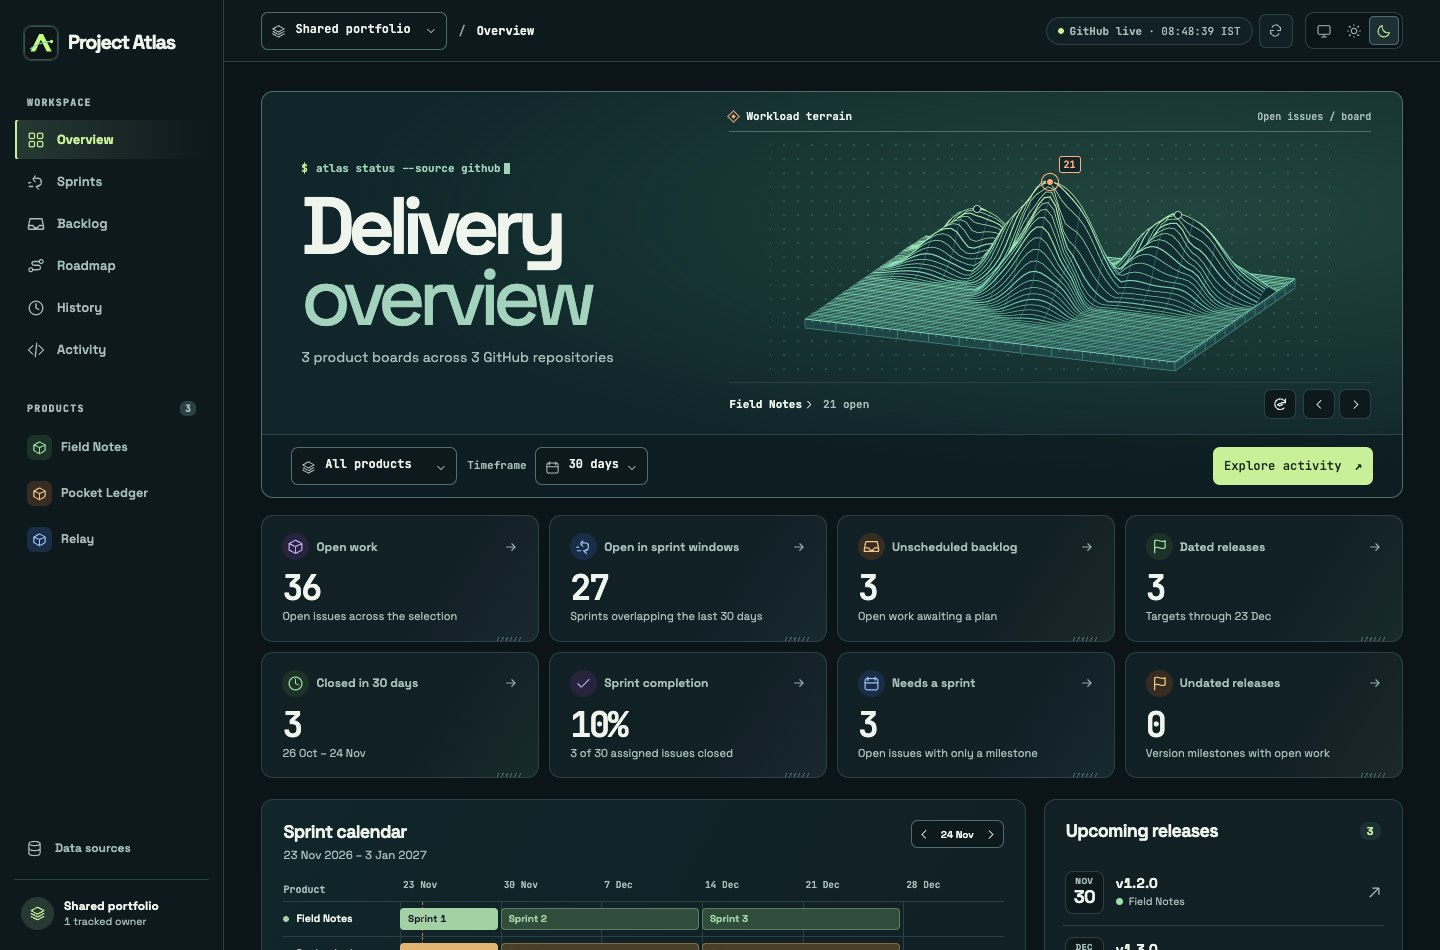 Project Atlas
WORKSPACE
Overview
Sprints
Backlog
Roadmap
History
Activity
PRODUCTS 3
Field Notes
Pocket Ledger
Relay
Data sources
Shared portfolio
1 tracked owner
Shared portfolio / Overview
GitHub live · 08:48:39 IST
$ atlas status --source github
Delivery
overview
3 product boards across 3 GitHub repositories
Workload terrain
Open issues / board
21
Field Notes > 21 open
All products
Timeframe
30 days
Explore activity ↗
Open work →
36
Open issues across the selection
Open in sprint windows →
27
Sprints overlapping the last 30 days
Unscheduled backlog →
3
Open work awaiting a plan
Dated releases →
3
Targets through 23 Dec
Closed in 30 days →
3
26 Oct – 24 Nov
Sprint completion →
10%
3 of 30 assigned issues closed
Needs a sprint →
3
Open issues with only a milestone
Undated releases →
0
Version milestones with open work
Sprint calendar
23 Nov 2026 – 3 Jan 2027
24 Nov
Product 23 Nov 30 Nov 7 Dec 14 Dec 21 Dec 28 Dec
Field Notes Sprint 1 Sprint 2 Sprint 3
Upcoming releases 3
NOV
30
v1.2.0
Field Notes
DEC
v1.3.0